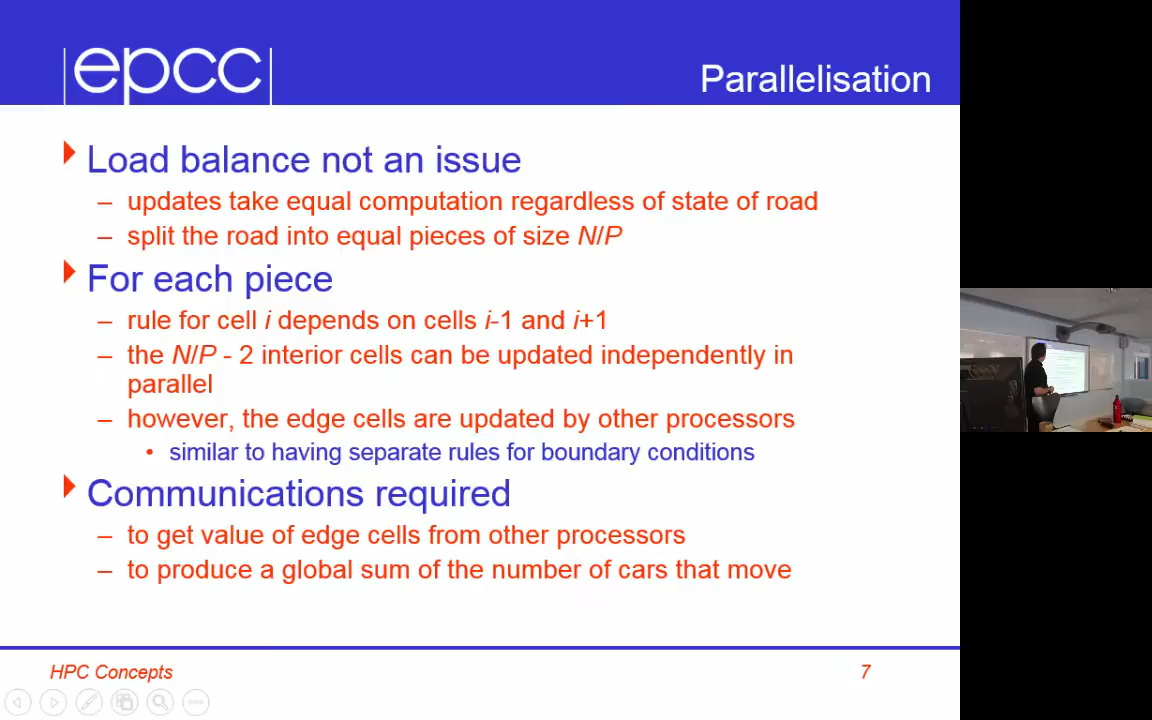 |epcc|
Parallelisation
Load balance not an issue
– updates take equal computation regardless of state of road
– split the road into equal pieces of size N/P
For each piece
– rule for cell i depends on cells i-1 and i+1
– the N/P - 2 interior cells can be updated independently in
parallel
– however, the edge cells are updated by other processors
• similar to having separate rules for boundary conditions
Communications required
– to get value of edge cells from other processors
– to produce a global sum of the number of cars that move
HPC Concepts
7